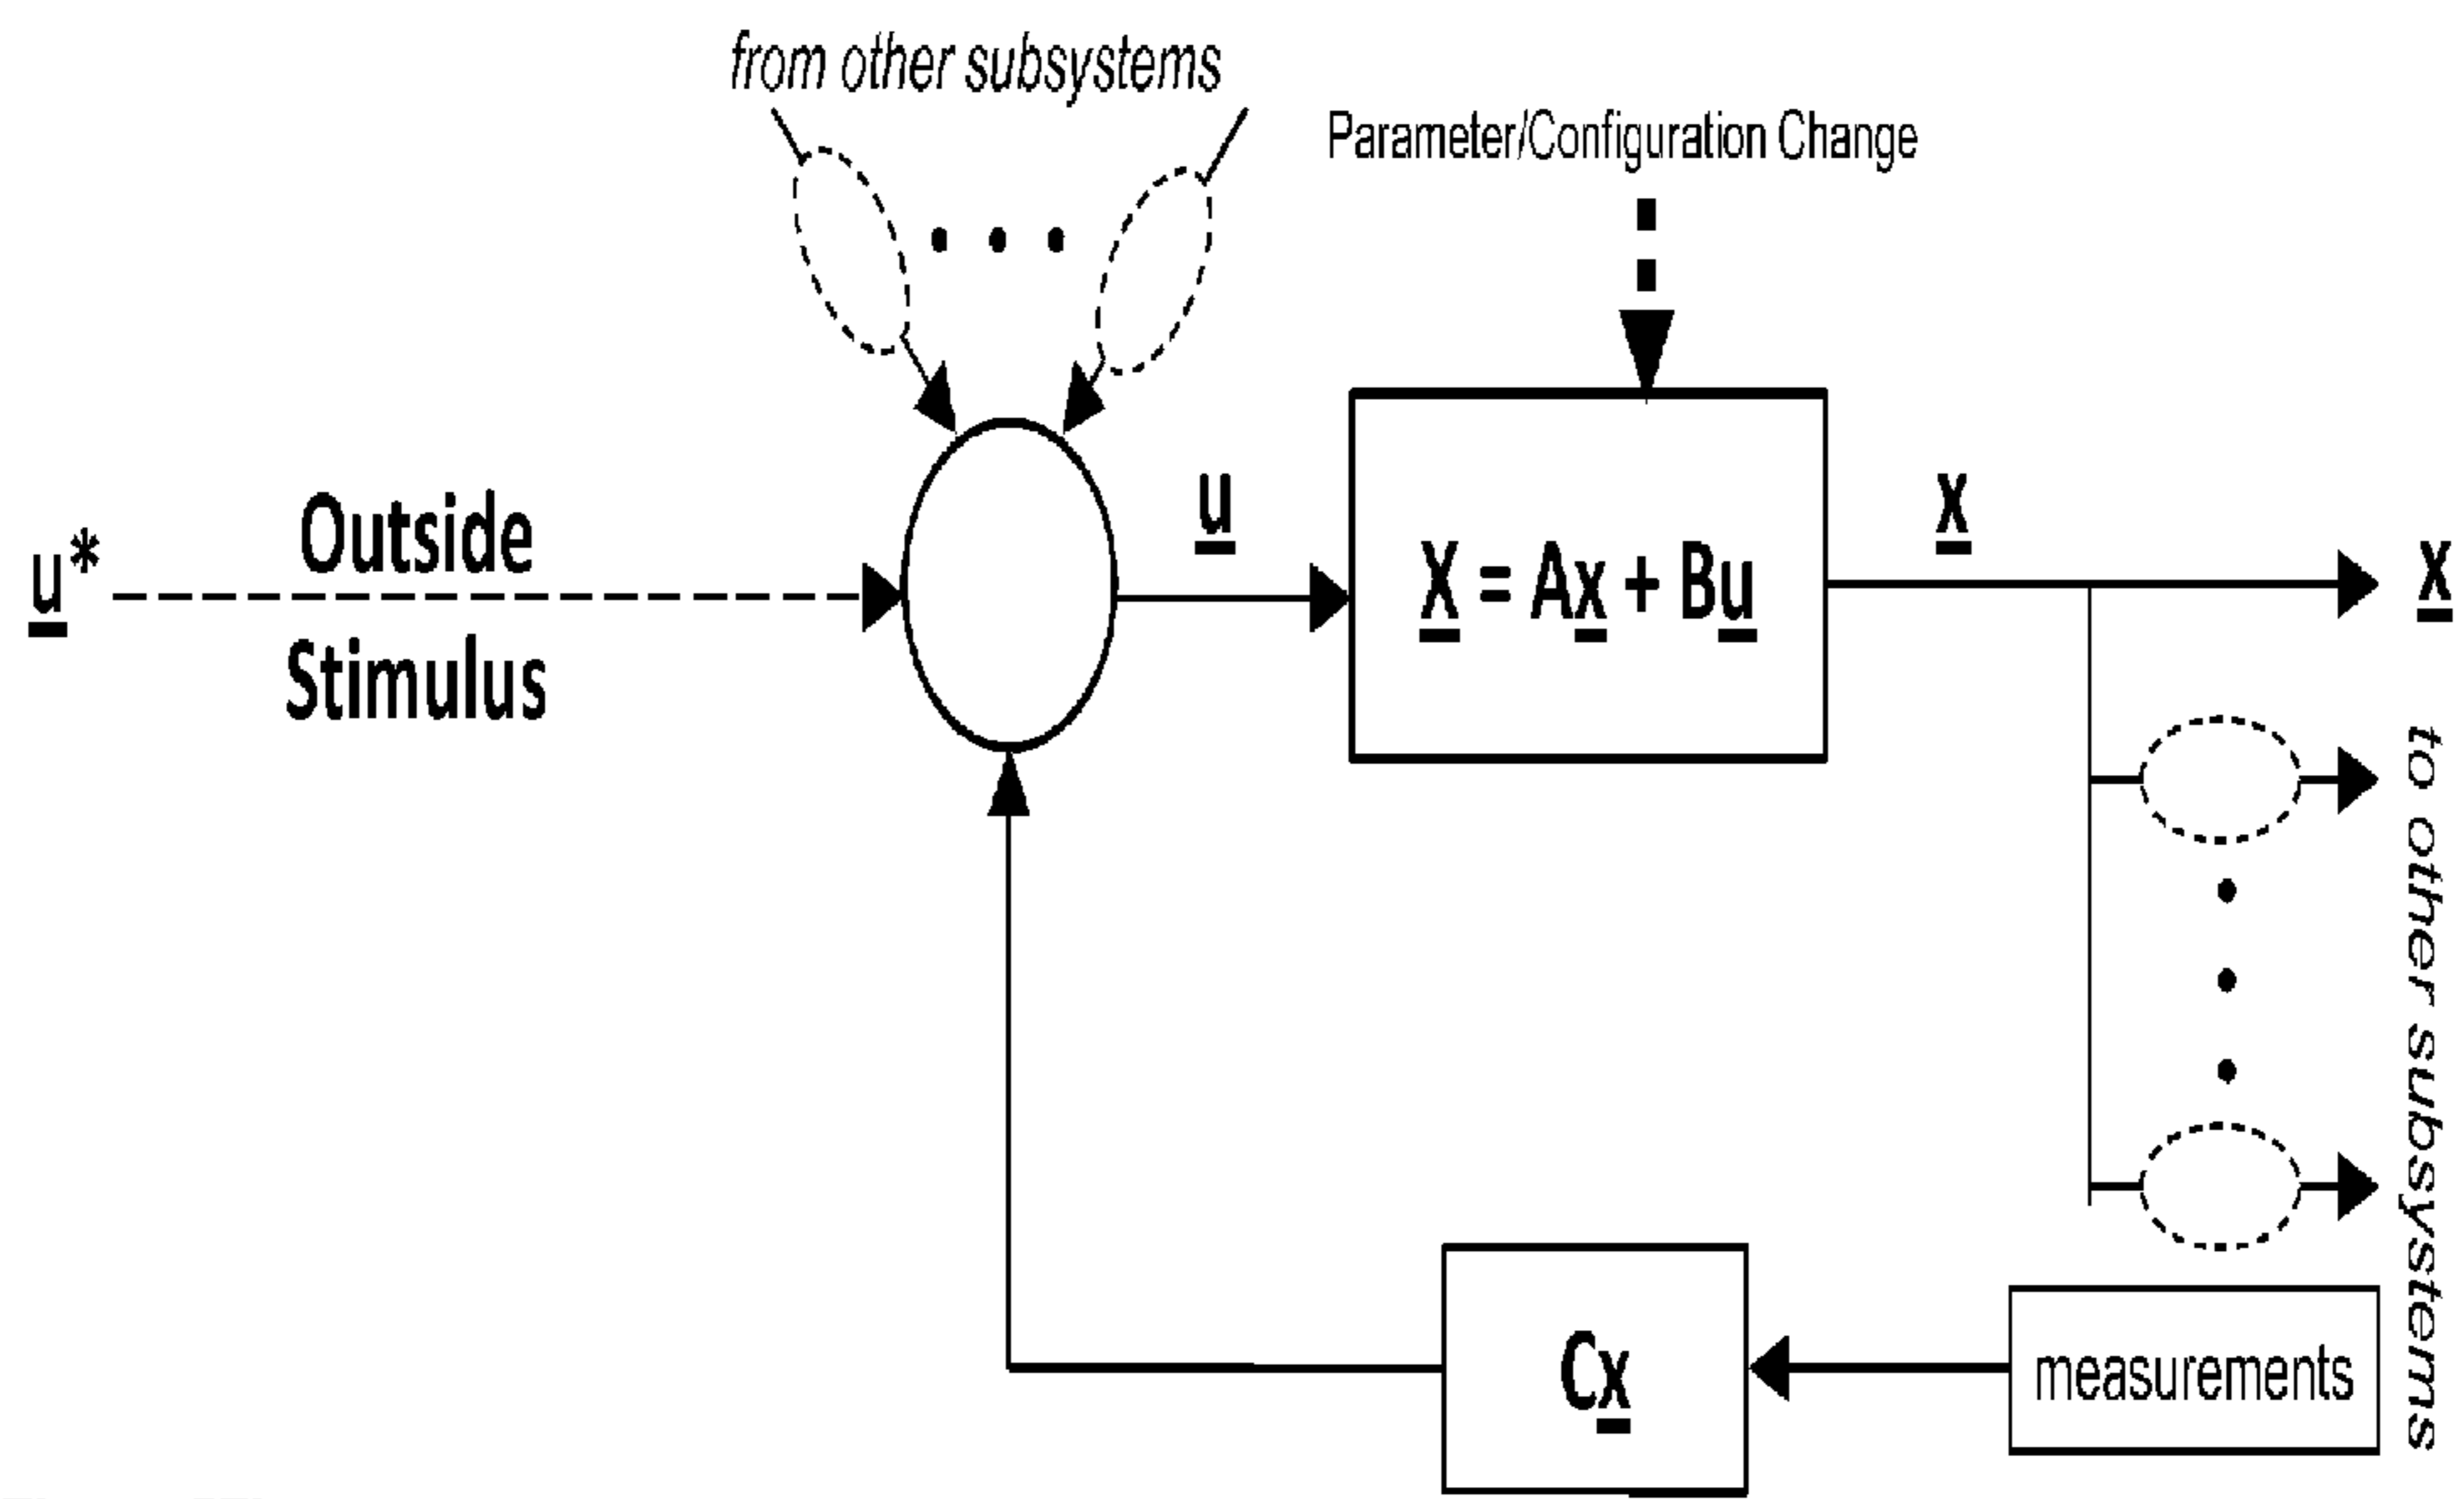 from other subsystems
Parameter/Configuration Change
u*
Outside
Stimulus
u
X = Ax + Bu
x
x
to other subsystems
Cx
measurements